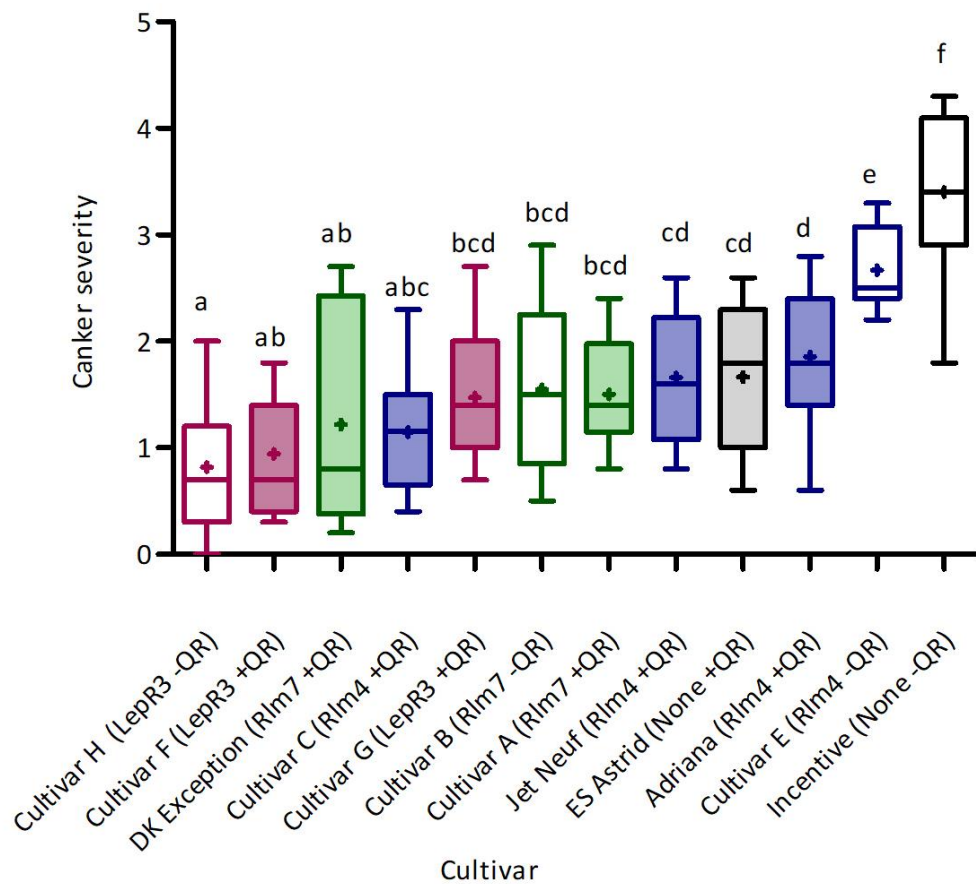 5
4
3
2
1
0
Canker severity
a
ab
ab
abc
bcd
bcd
bcd
cd
cd
d
e
f
Cultivar H (LepR3 -QR)
Cultivar F (LepR3 +QR)
DK Exception (Rlm7 +QR)
Cultivar C (Rlm4 +QR)
Cultivar G (LepR3 +QR)
Cultivar B (Rlm7 -QR)
Cultivar A (Rlm7 +QR)
Jet Neuf (Rlm4 +QR)
ES Astrid (None +QR)
Adriana (Rlm4 +QR)
Cultivar E (Rlm4 -QR)
Incentive (None -QR)
Cultivar